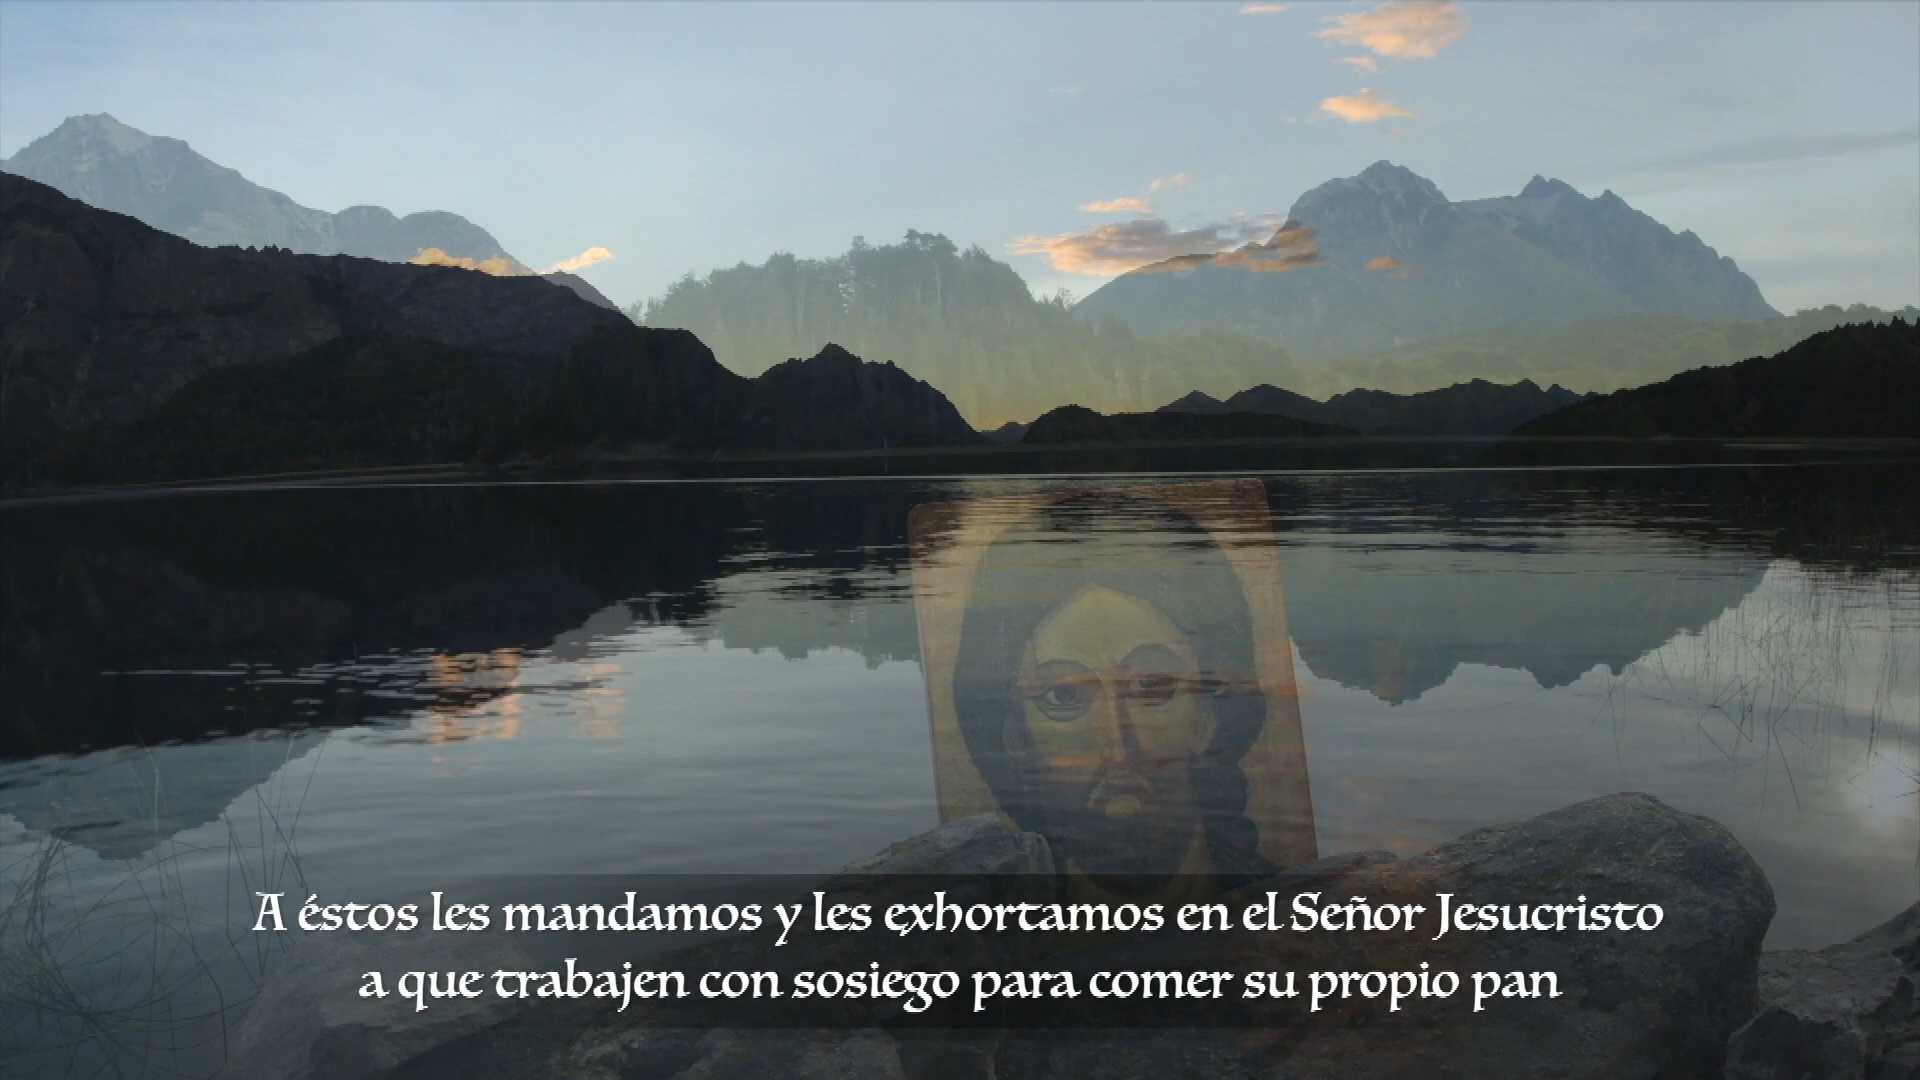 A éstos les mandamos y les exhortamos en el Señor Jesucristo
a que trabajen con sosiego para comer su propio pan